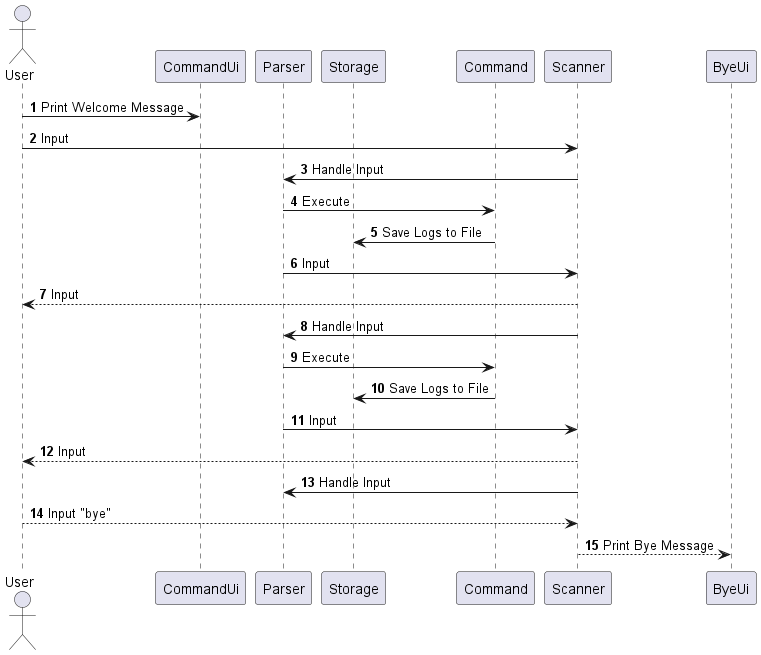 User
CommandUi Parser Storage Command Scanner ByeUi
1 Print Welcome Message
2 Input
3 Handle Input
4 Execute
5 Save Logs to File
6 Input
7 Input
8 Handle Input
9 Execute
10 Save Logs to File
11 Input
12 Input
13 Handle Input
14 Input "bye"
15 Print Bye Message
User
CommandUi Parser Storage Command Scanner ByeUi